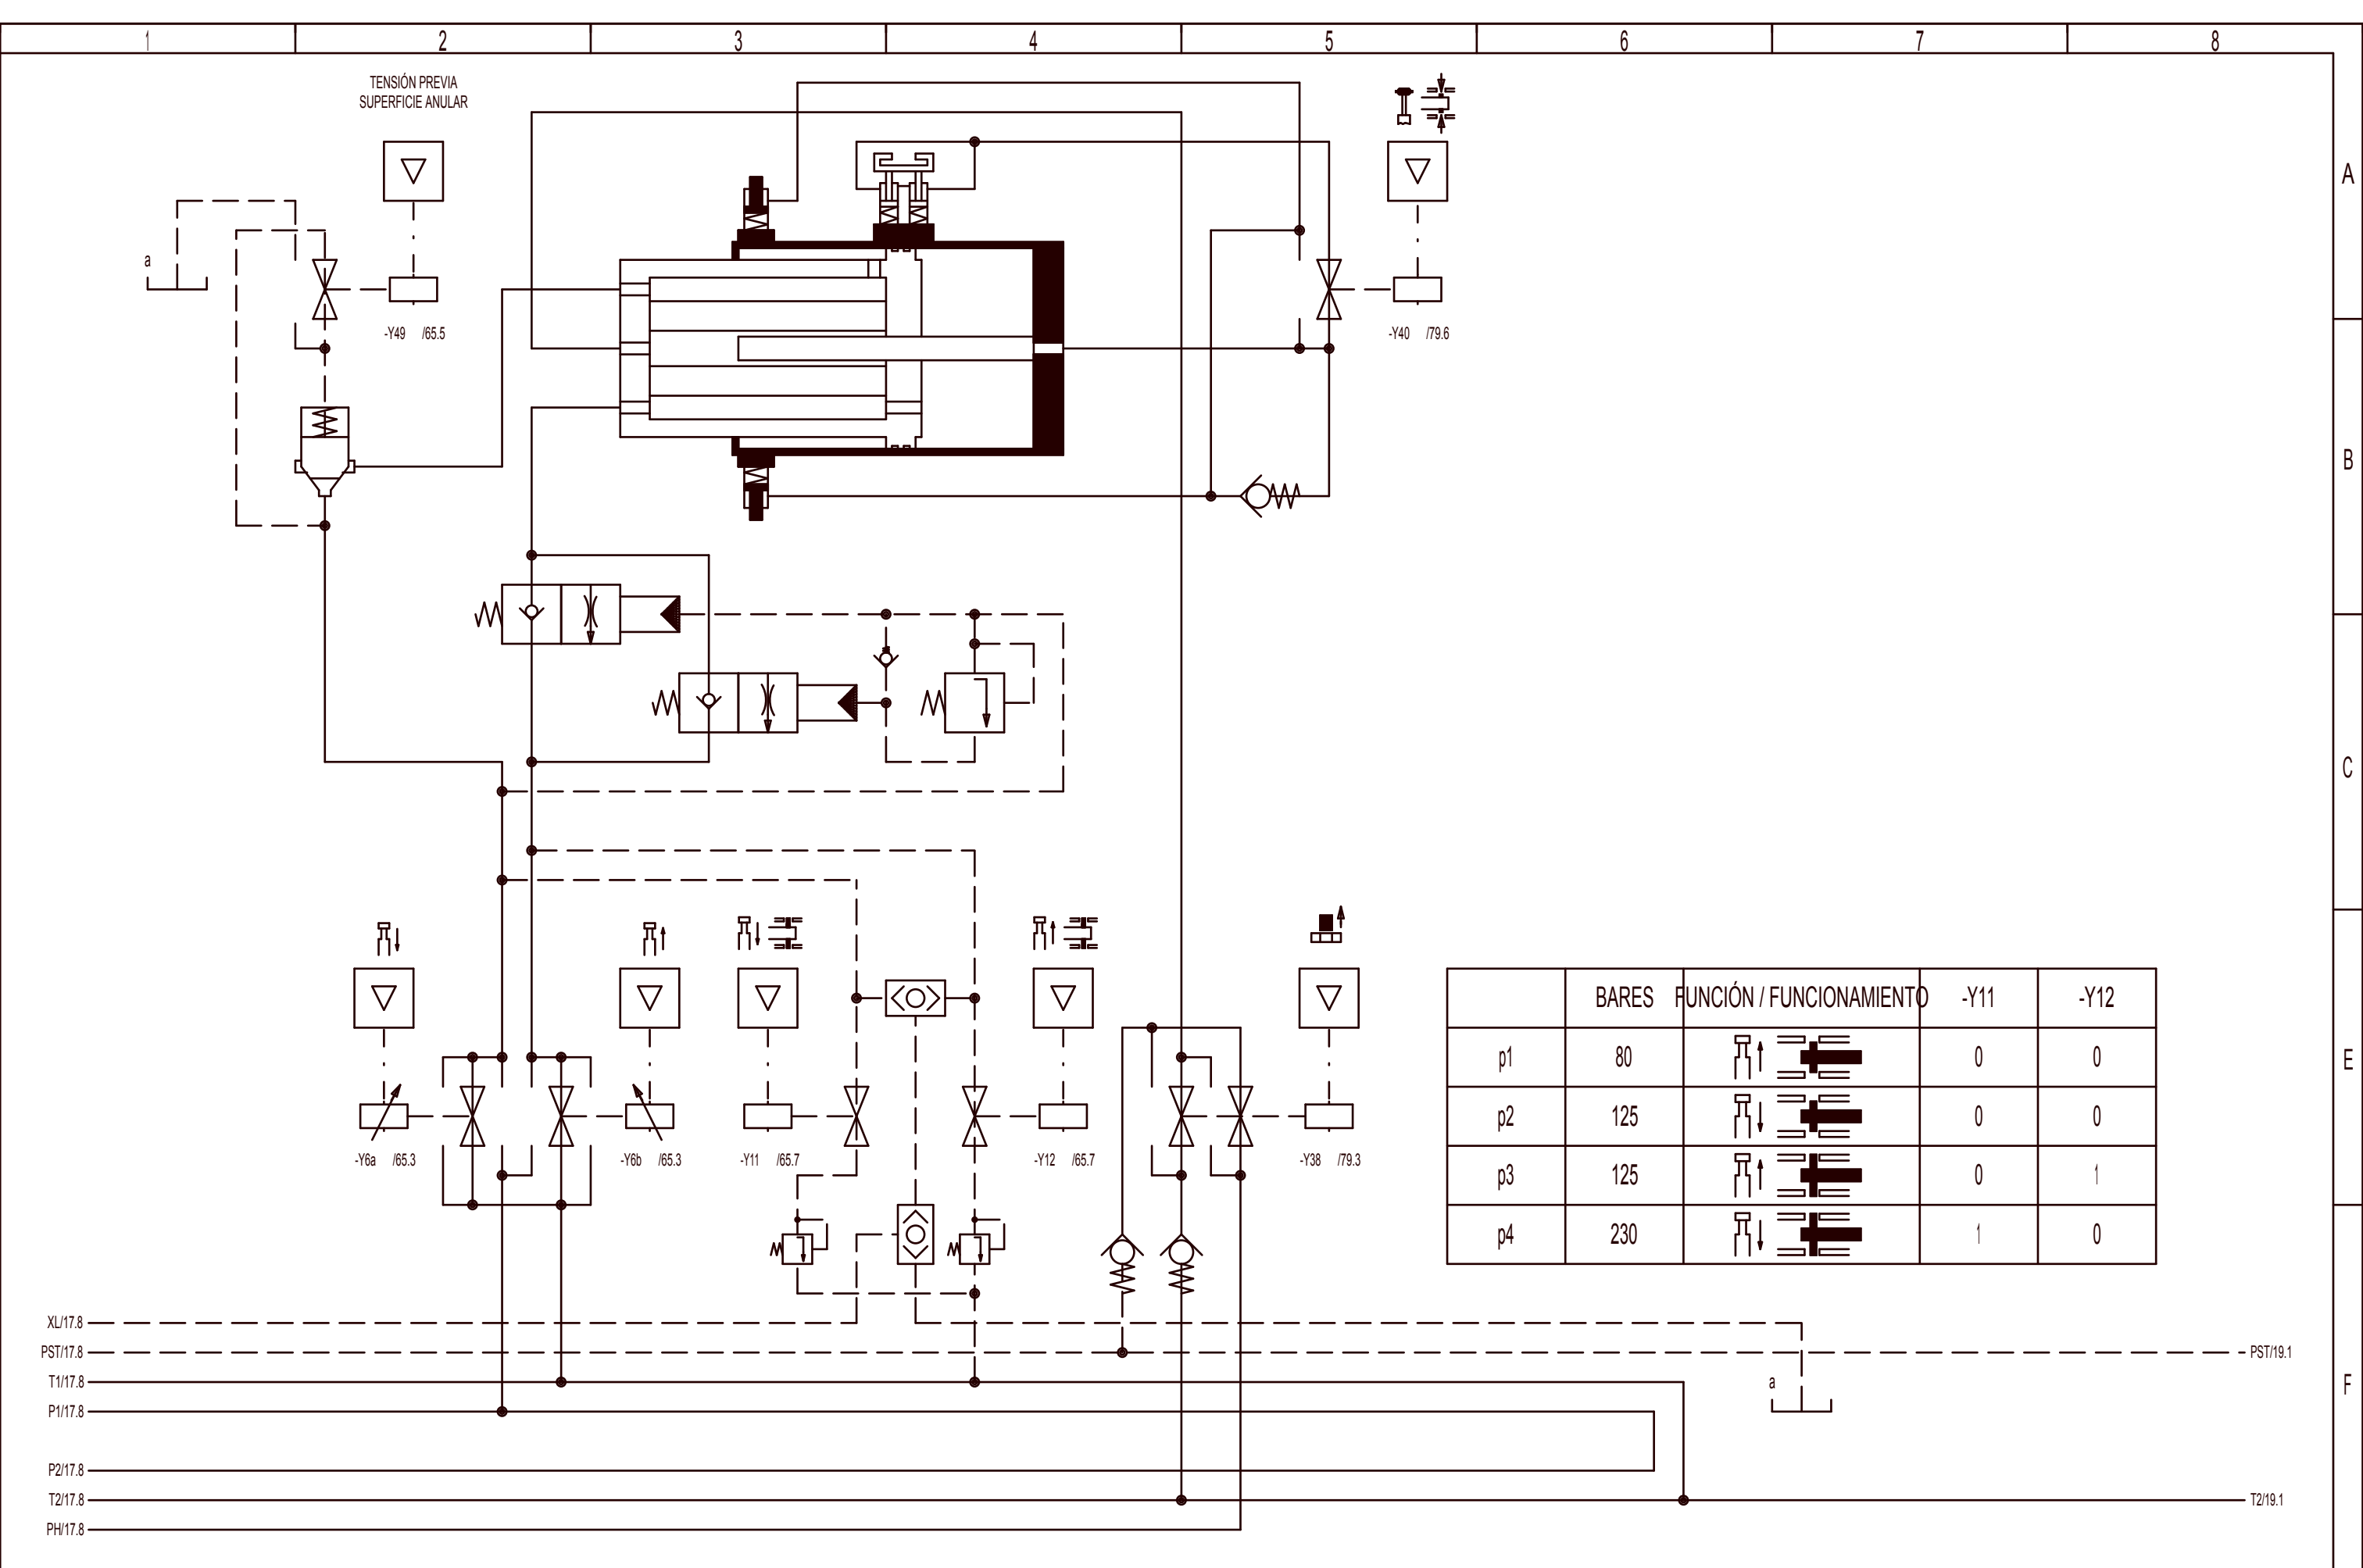 1 2 3 4 5 6 7 8
TENSIÓN PREVIA
SUPERFICIE ANULAR
A
a
-Y49 /65.5
-Y40 /79.6
B
C
-Y6a /65.3
-Y6b /65.3
-Y11 /65.7
-Y12 /65.7
-Y38 /79.3
BARES FUNCIÓN / FUNCIONAMIENTO -Y11 -Y12
p1 80 0 0
p2 125 0 0
p3 125 0 1
p4 230 1 0
E
XL/17.8
PST/17.8 PST/19.1
T1/17.8
a
F
P1/17.8
P2/17.8
T2/17.8 T2/19.1
PH/17.8